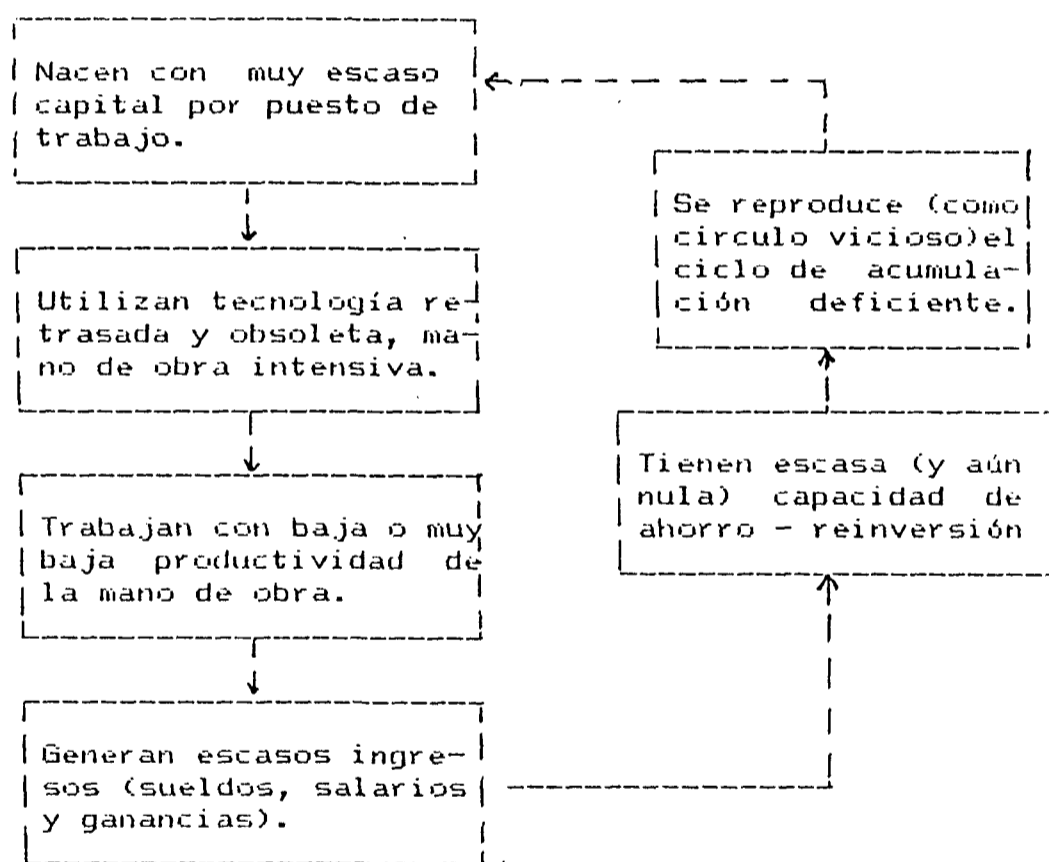 Nacen con muy escaso
capital por puesto de
trabajo.
Utilizan tecnología re-
trasada y obsoleta, ma-
no de obra intensiva.
Trabajan con baja o muy
baja productividad de
la mano de obra.
Generan escasos ingre-
sos (sueldos, salarios
y ganancias).
Tienen escasa (y aún
nula) capacidad de
ahorro - reinversión
Se reproduce (como
circulo vicioso)el
ciclo de acumula-
ción deficiente.